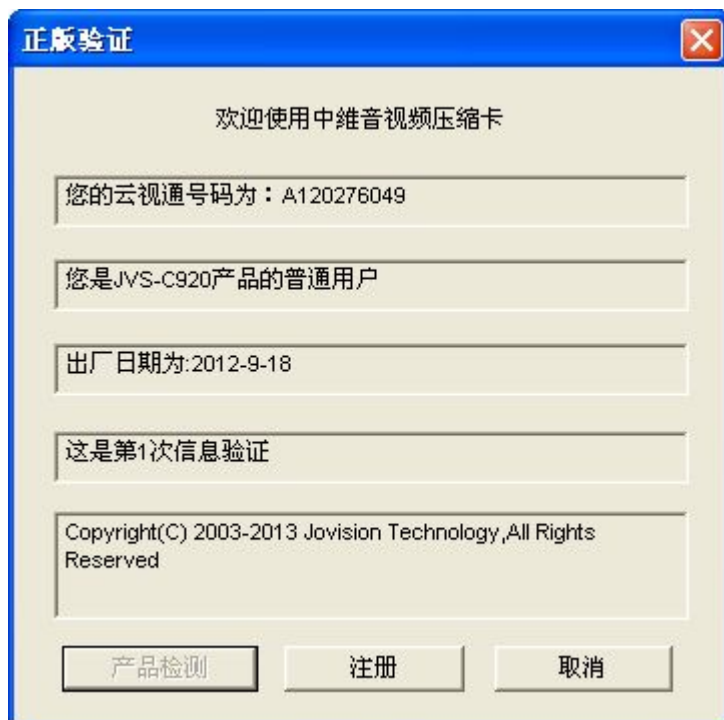 正版验证
欢迎使用中维音视频压缩卡
您的云视通号码为：A120276049
您是JVS-C920产品的普通用户
出厂日期为:2012-9-18
这是第1次信息验证
Copyright(C) 2003-2013 Jovision Technology,All Rights
Reserved
产品检测
注册
取消